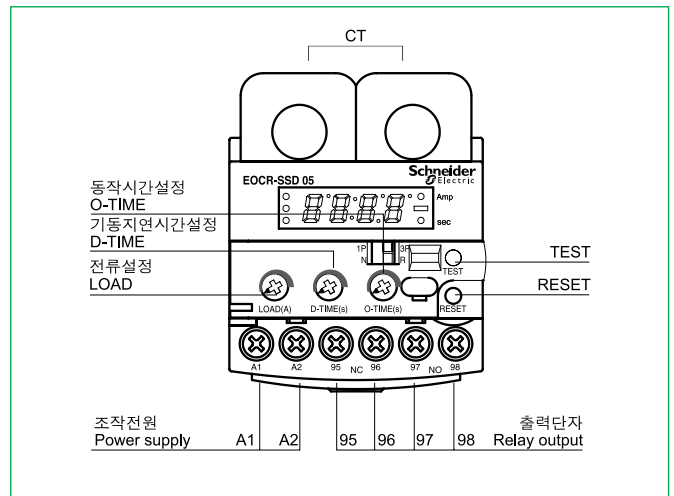 CT
Schneider
Electric
EOCR-SSD 05
Amp
sec
동작시간설정
O-TIME
기동지연시간설정
D-TIME
전류설정
LOAD
1P 3P
N R
TEST
TEST
RESET
RESET
LOAD(A) D-TIME(s) O-TIME(s)
A1 A2 95 NC 96 97 NO 98
조작전원
Power supply A1 A2 95 96 97 98
출력단자
Relay output